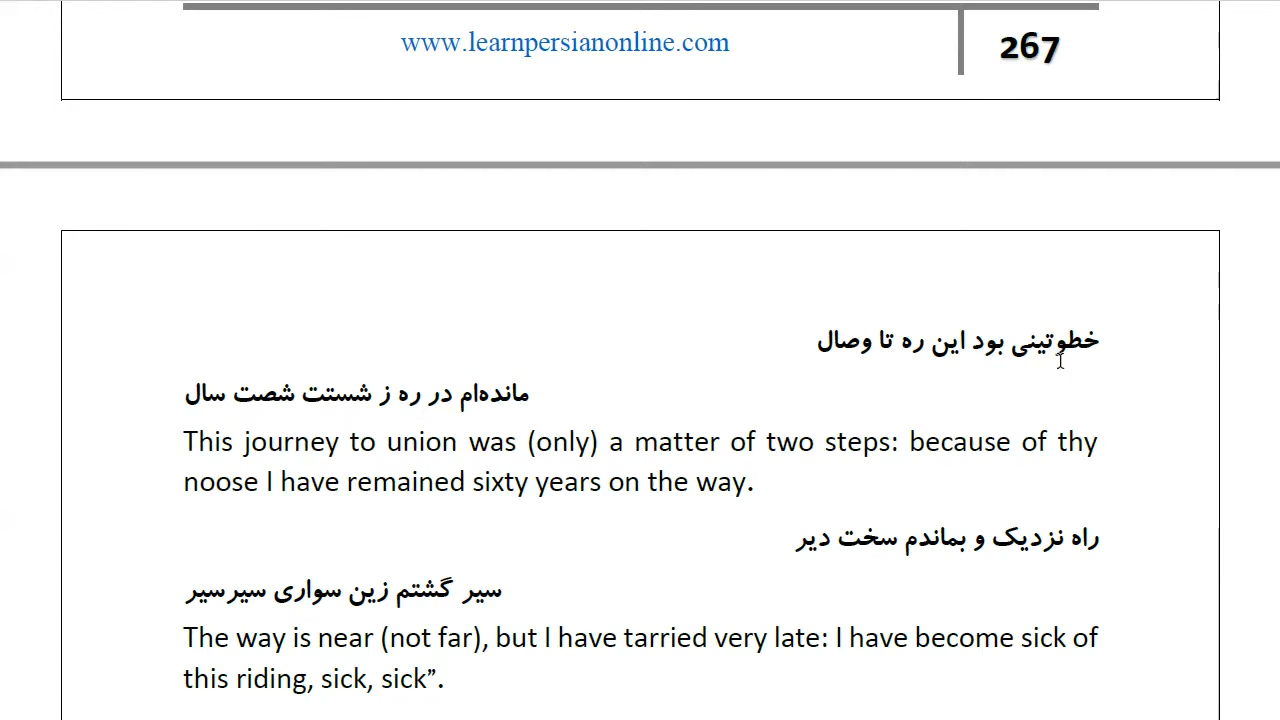 www.learnpersianonline.com
267
خطوتینی بود این ره تا وصال
مانده‌ام در ره ز شستت شصت سال
This journey to union was (only) a matter of two steps: because of thy
noose I have remained sixty years on the way.
راه نزدیک و بماندم سخت دیر
سیر گشتم زین سواری سیرسیر
The way is near (not far), but I have tarried very late: I have become sick of
this riding, sick, sick”.